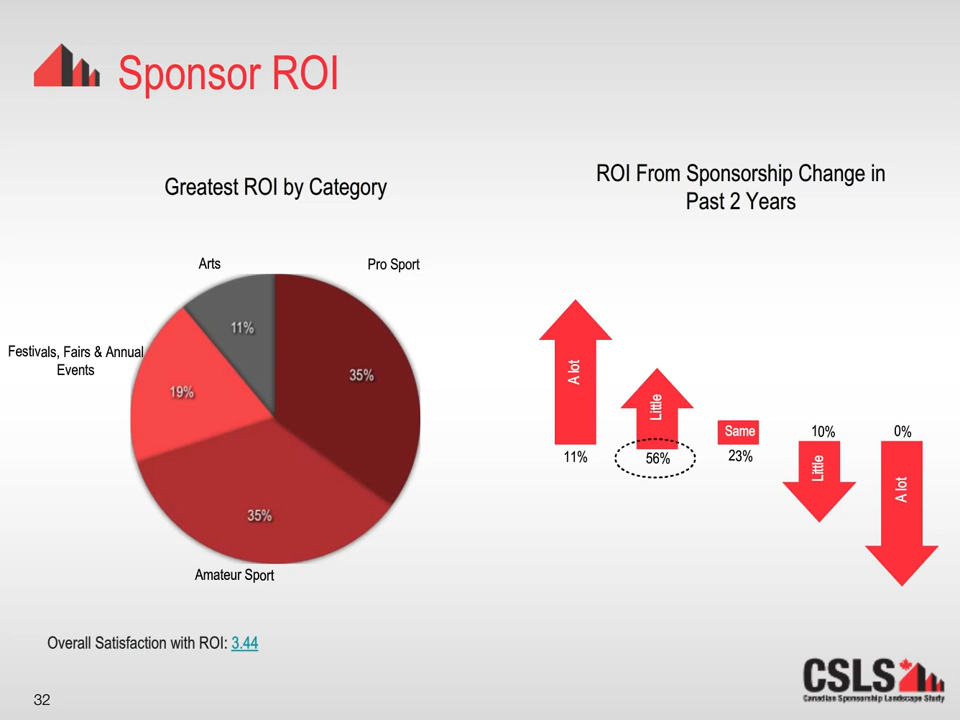 Sponsor ROI
Greatest ROI by Category
Arts
Pro Sport
11%
35%
Festivals, Fairs & Annual
Events
19%
35%
Amateur Sport
Overall Satisfaction with ROI: 3.44
ROI From Sponsorship Change in
Past 2 Years
A lot
11%
Little
56%
Same
23%
10%
Little
0%
A lot
CSLS
Canadian Sponsorship Landscape Study
32